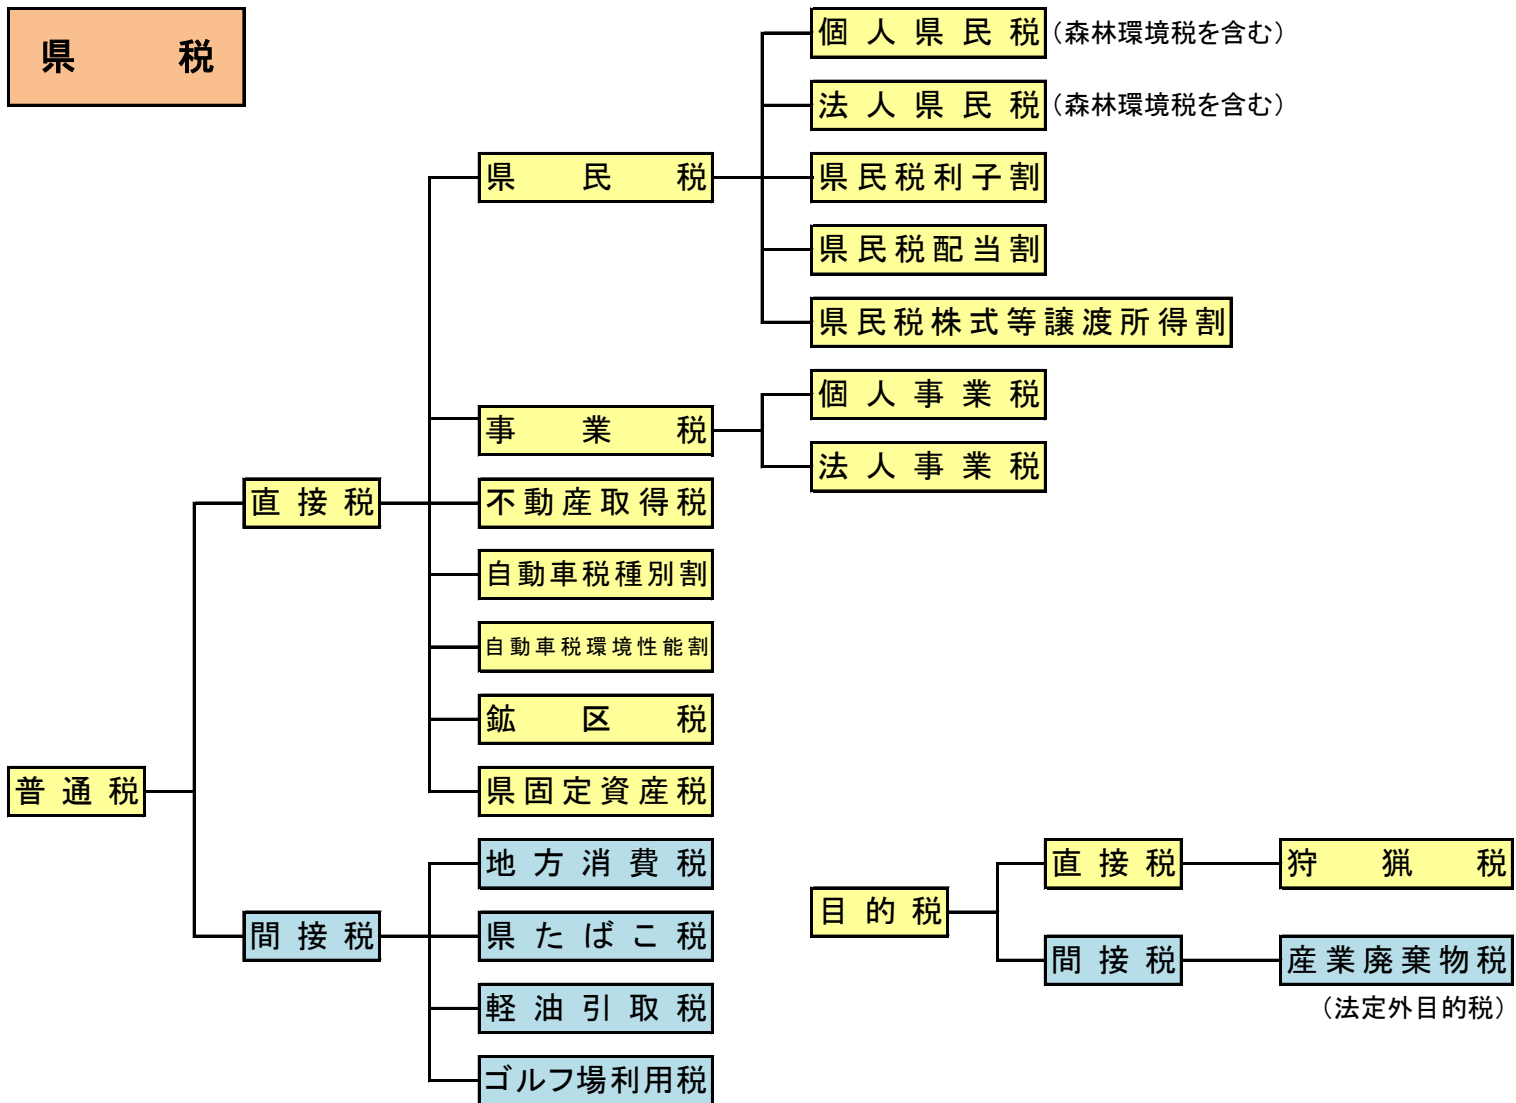 県税
個人県民税（森林環境税を含む）
法人県民税（森林環境税を含む）
県民税
県民税利子割
県民税配当割
県民税株式等譲渡所得割
個人事業税
事業税
法人事業税
直接税
不動産取得税
自動車税種別割
自動車税環境性能割
鉱区税
普通税
県固定資産税
地方消費税
間接税
県たばこ税
軽油引取税
ゴルフ場利用税
目的税
直接税
狩猟税
間接税
産業廃棄物税
（法定外目的税）